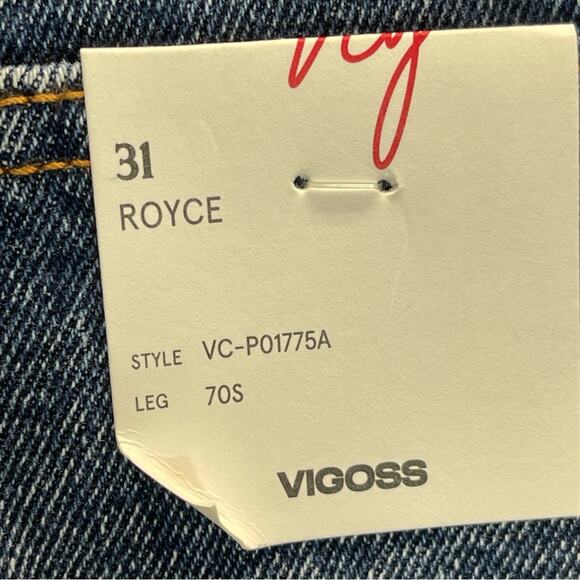 31
ROYCE
STYLE VC-P01775A
LEG 70S
VIGOSS